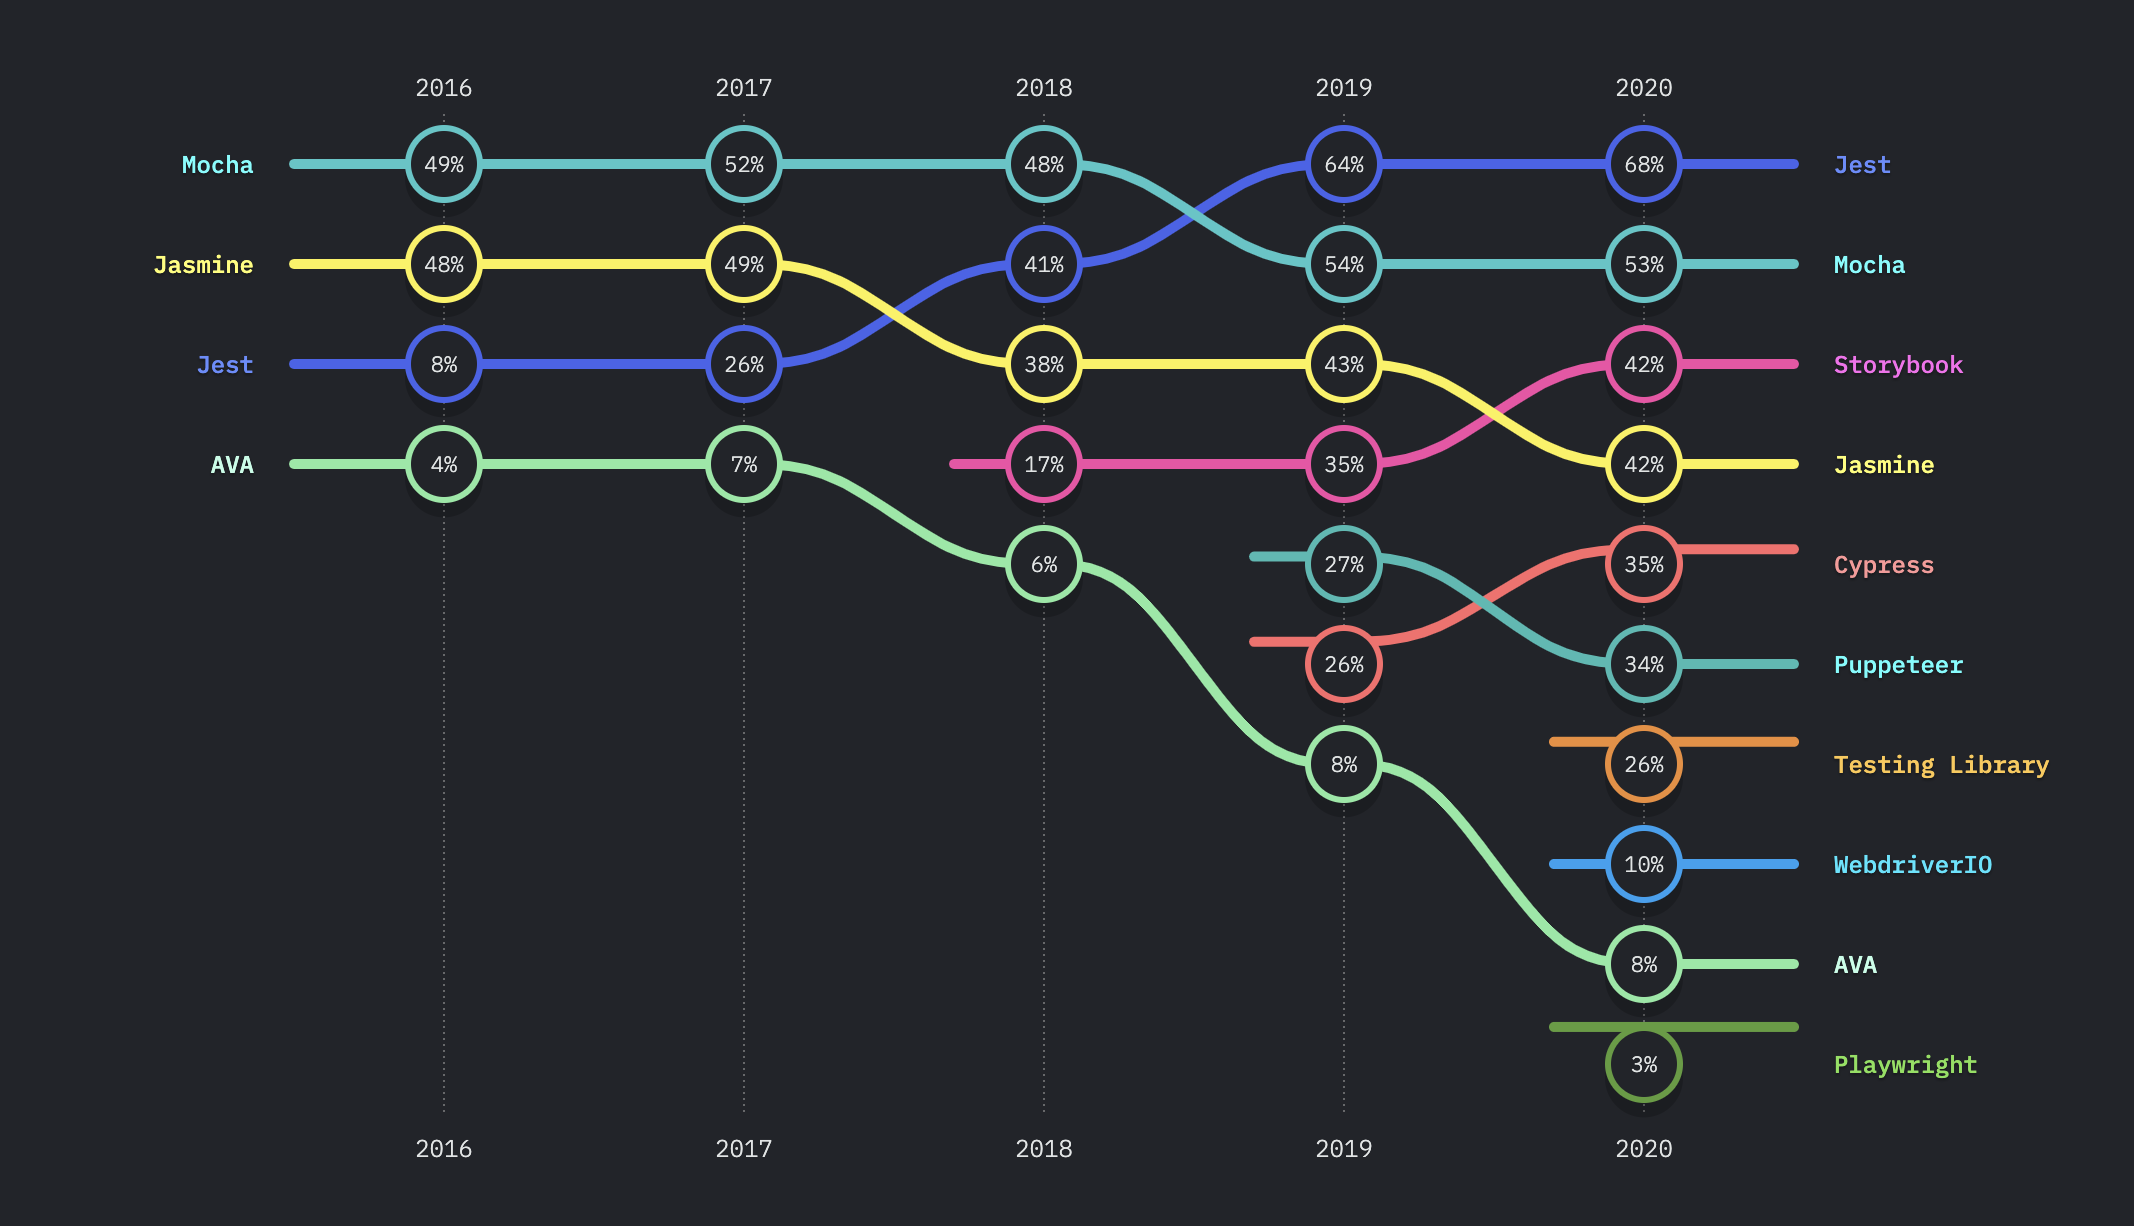 2016 2017 2018 2019 2020
Mocha 49% 52% 48% 64% 68% Jest
Jasmine 48% 49% 41% 54% 53% Mocha
Jest 8% 26% 38% 43% 42% Storybook
AVA 4% 7% 17% 35% 42% Jasmine
6% 27% 35% Cypress
26% 34% Puppeteer
8% 26% Testing Library
10% WebdriverIO
8% AVA
3% Playwright
2016 2017 2018 2019 2020